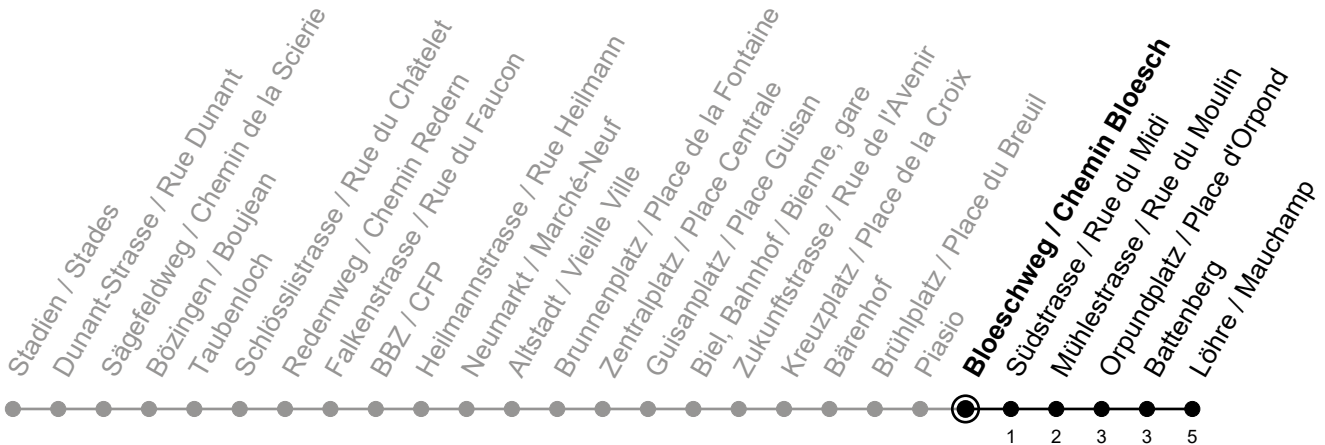 Stadien / Stades
Dunant-Strasse / Rue Dunant
Sägefeldweg / Chemin de la Scierie
Bözingen / Boujean
Taubenloch
Schlösslistrasse / Rue du Châtelet
Redernweg / Chemin Redern
Falkenstrasse / Rue du Faucon
BBZ / CFP
Heilmannstrasse / Rue Heilmann
Neumarkt / Marché-Neuf
Altstadt / Vieille Ville
Brunnenplatz / Place de la Fontaine
Zentralplatz / Place Centrale
Guisanplatz / Place Guisan
Biel, Bahnhof / Bienne, gare
Zukunftstrasse / Rue de l'Avenir
Kreuzplatz / Place de la Croix
Bärenhof
Brühlplatz / Place du Breuil
Piasio
Bloeschweg / Chemin Bloesch
Südstrasse / Rue du Midi
Mühlestrasse / Rue du Moulin
Orpundplatz / Place d'Orpond
Battenberg
Löhre / Mauchamp
1 2 3 3 5